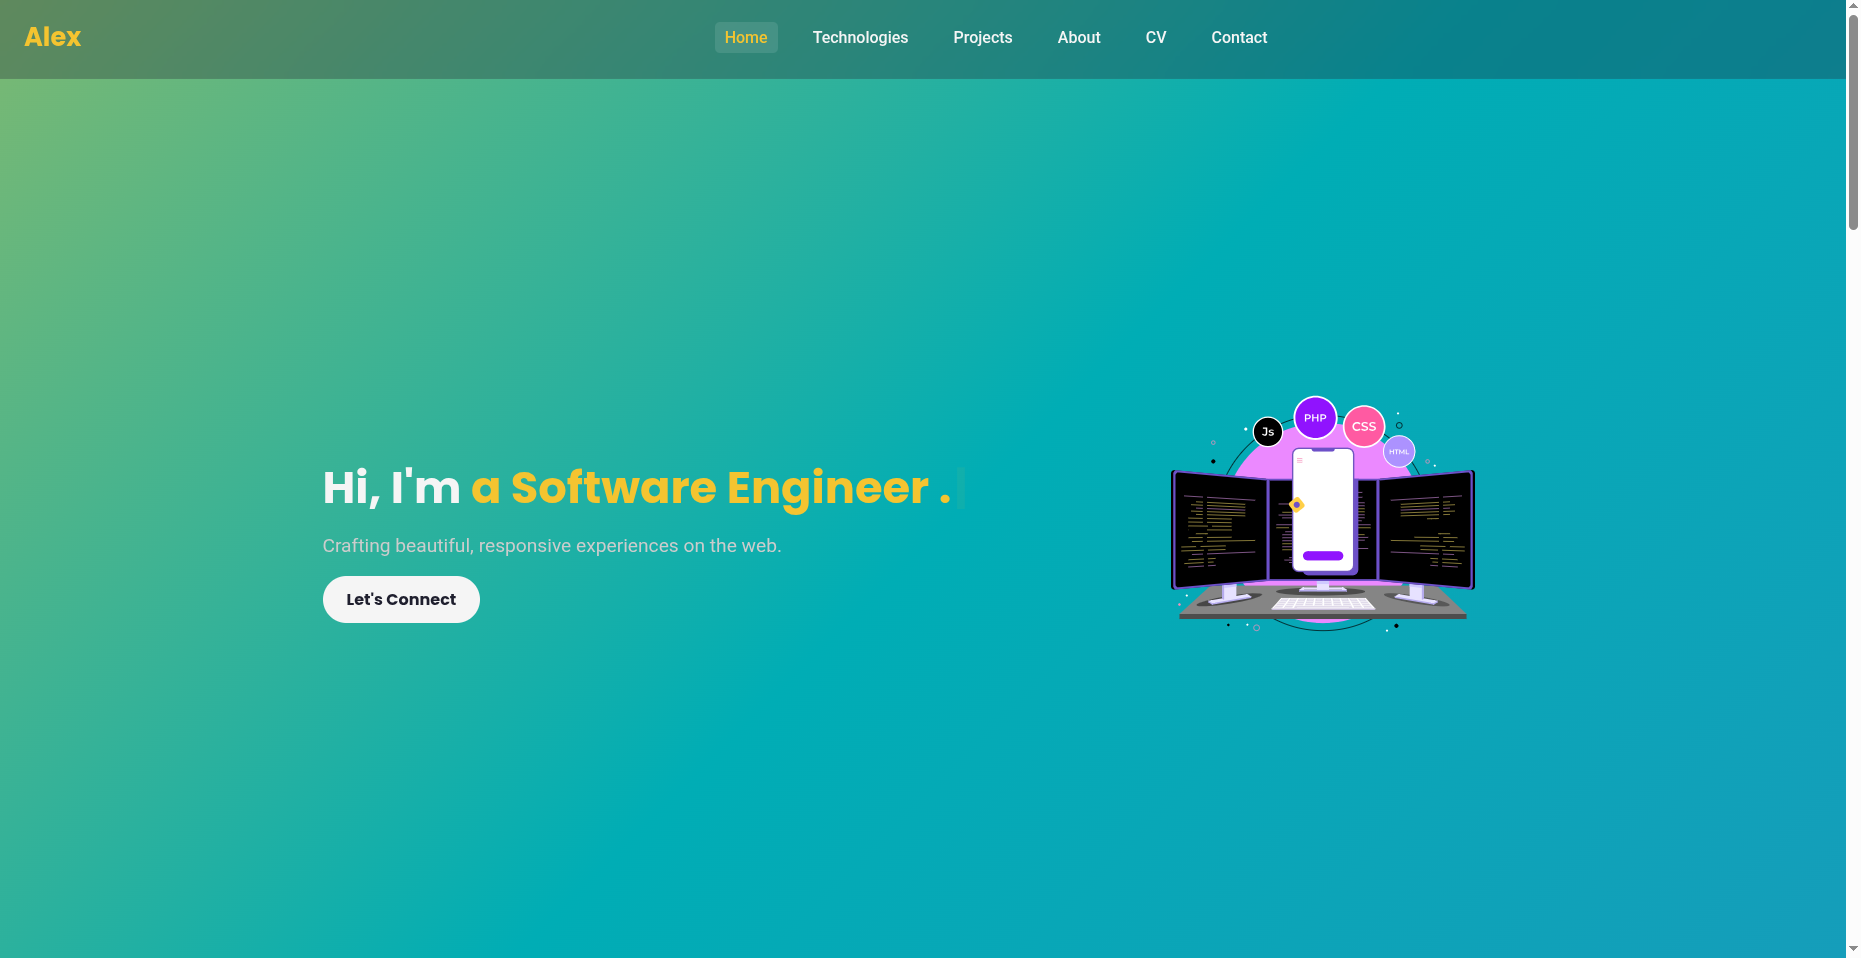 Alex
Home Technologies Projects About CV Contact
PHP
Js
CSS
HTML
Hi, I'm a Software Engineer .
Crafting beautiful, responsive experiences on the web.
Let's Connect